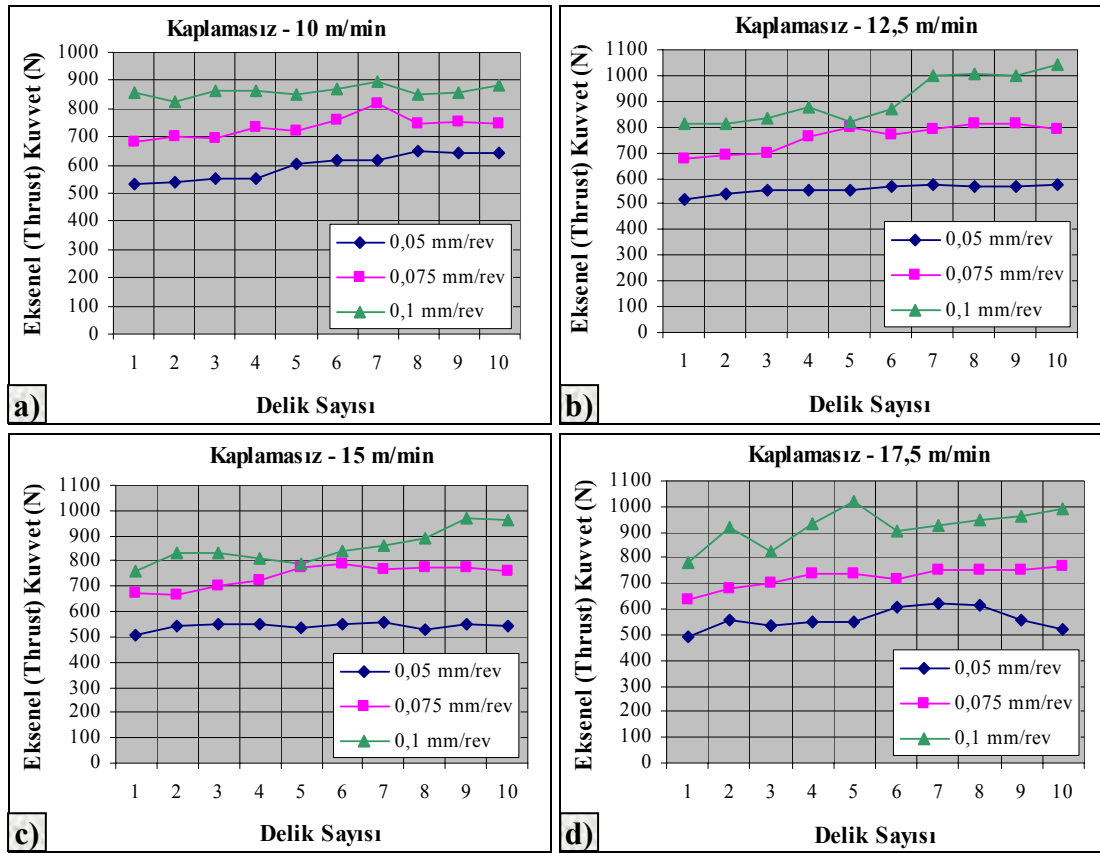 Kaplamasız - 10 m/min
Eksenel (Thrust) Kuvvet (N)
1000
900
800
700
600
500
400
300
200
100
0
0,05 mm/rev
0,075 mm/rev
0,1 mm/rev
1 2 3 4 5 6 7 8 9 10
Delik Sayısı
a)
Kaplamasız - 12,5 m/min
Eksenel (Thrust) Kuvvet (N)
1100
1000
900
800
700
600
500
400
300
200
100
0
0,05 mm/rev
0,075 mm/rev
0,1 mm/rev
1 2 3 4 5 6 7 8 9 10
Delik Sayısı
b)
Kaplamasız - 15 m/min
Eksenel (Thrust) Kuvvet (N)
1100
1000
900
800
700
600
500
400
300
200
100
0
0,05 mm/rev
0,075 mm/rev
0,1 mm/rev
1 2 3 4 5 6 7 8 9 10
Delik Sayısı
c)
Kaplamasız - 17,5 m/min
Eksenel (Thrust) Kuvvet (N)
1100
1000
900
800
700
600
500
400
300
200
100
0
0,05 mm/rev
0,075 mm/rev
0,1 mm/rev
1 2 3 4 5 6 7 8 9 10
Delik Sayısı
d)